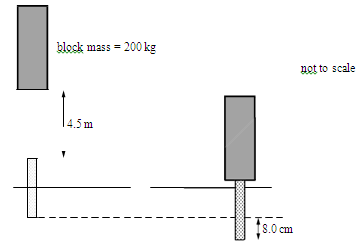 block mass = 200 kg
not to scale
4.5 m
8.0 cm